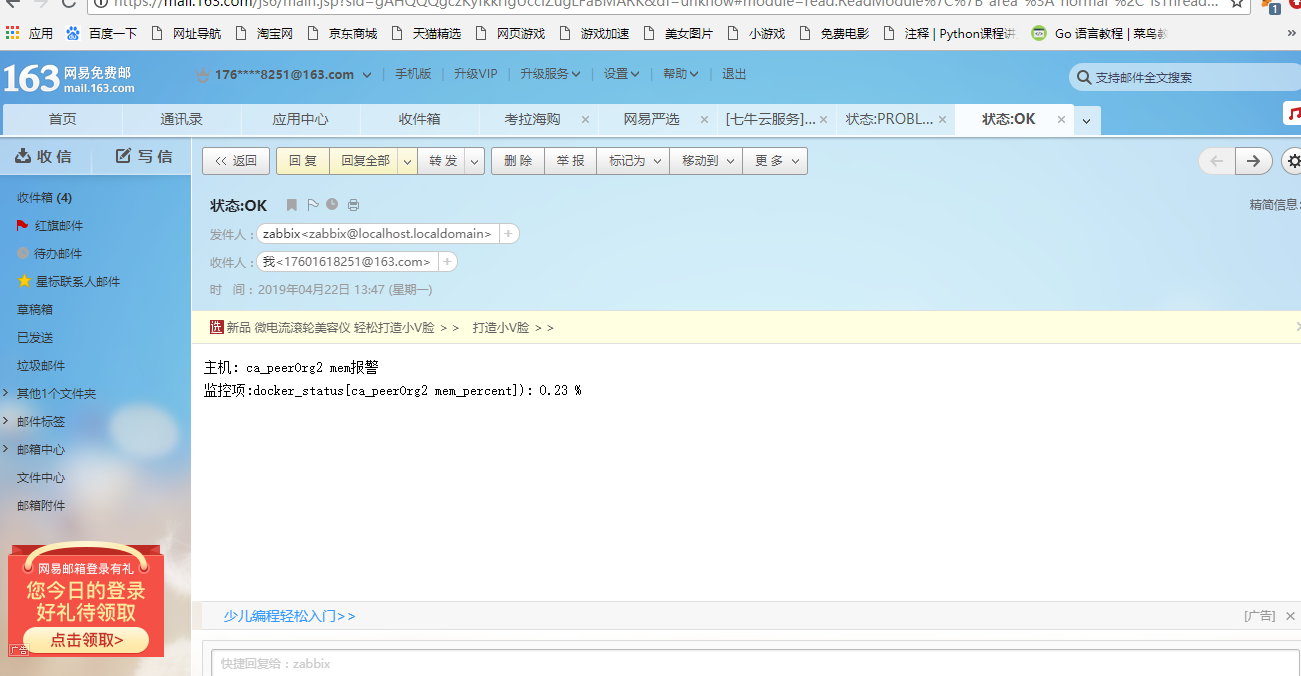 https://mail.163.com/js6/main.jsp?sid=
1
应用 百度一下 网址导航 淘宝网 京东商城 天猫精选 网页游戏 游戏加速 美女图片 小游戏 免费电影 注释 | Python课程讲 Go 语言教程 | 菜鸟教 »
163 网易免费邮 mail.163.com
176****8251@163.com | 手机版 | 升级VIP | 升级服务 | 设置 | 帮助 | 退出
支持邮件全文搜索
首页 通讯录 应用中心 收件箱 考拉海购 × 网易严选 × [七牛云服务]... × 状态:PROBL... × 状态:OK ×
收 信 写 信
<< 返回 回 复 回复全部 转 发 删 除 举 报 标记为 移动到 更 多
收件箱 (4)
红旗邮件
待办邮件
星标联系人邮件
草稿箱
已发送
垃圾邮件
其他1个文件夹
邮件标签
邮箱中心
文件中心
邮箱附件
网易邮箱登录有礼
您今日的登录
好礼待领取
点击领取>
广告
状态:OK
精简信息
发件人：zabbix<zabbix@localhost.localdomain> +
收件人：我<17601618251@163.com> +
时 间：2019年04月22日 13:47 (星期一)
选 新品 微电流滚轮美容仪 轻松打造小V脸 > > 打造小V脸 > >
主机: ca_peerOrg2 mem报警
监控项:docker_status[ca_peerOrg2 mem_percent]): 0.23 %
少儿编程轻松入门>>
[广告] ×
快捷回复给：zabbix